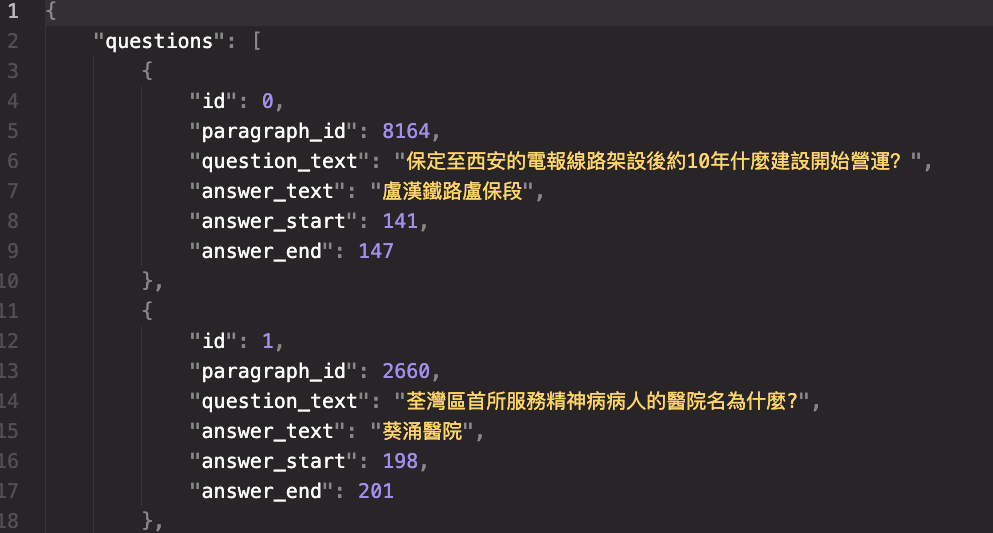 1 {
2     "questions": [
3         {
4             "id": 0,
5             "paragraph_id": 8164,
6             "question_text": "保定至西安的電報線路架設後約10年什麼建設開始營運? ",
7             "answer_text": "盧漢鐵路盧保段",
8             "answer_start": 141,
9             "answer_end": 147
10         },
11         {
12             "id": 1,
13             "paragraph_id": 2660,
14             "question_text": "荃灣區首所服務精神病病人的醫院名為什麼?",
15             "answer_text": "葵涌醫院",
16             "answer_start": 198,
17             "answer_end": 201
18         },